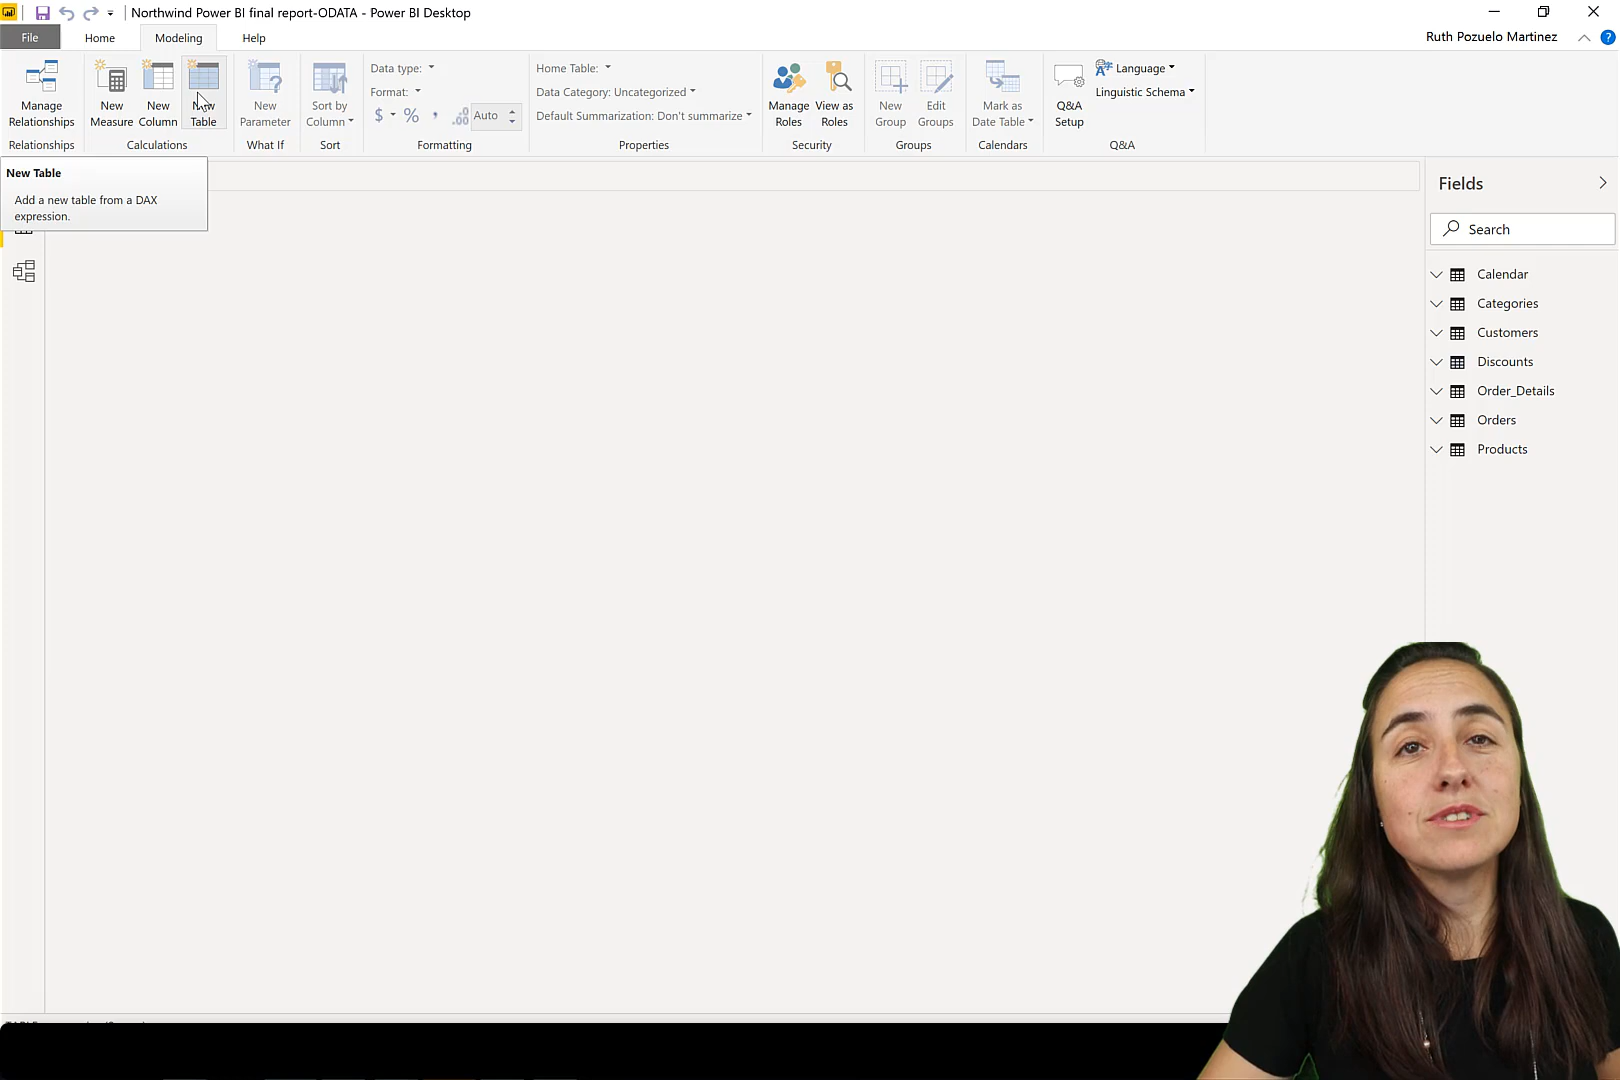 Northwind Power BI final report-ODATA - Power BI Desktop
File
Home
Modeling
Help
Ruth Pozuelo Martinez
?
Manage Relationships
New Measure
New Column
New Table
New Parameter
Sort by Column
Data type:
Format:
$ % , .00 Auto
Home Table:
Data Category: Uncategorized
Default Summarization: Don't summarize
Manage Roles
View as Roles
New Group
Edit Groups
Mark as Date Table
Q&A Setup
Language
Linguistic Schema
Relationships
Calculations
What If
Sort
Formatting
Properties
Security
Groups
Calendars
Q&A
New Table
Add a new table from a DAX
expression.
Fields
Search
Calendar
Categories
Customers
Discounts
Order_Details
Orders
Products